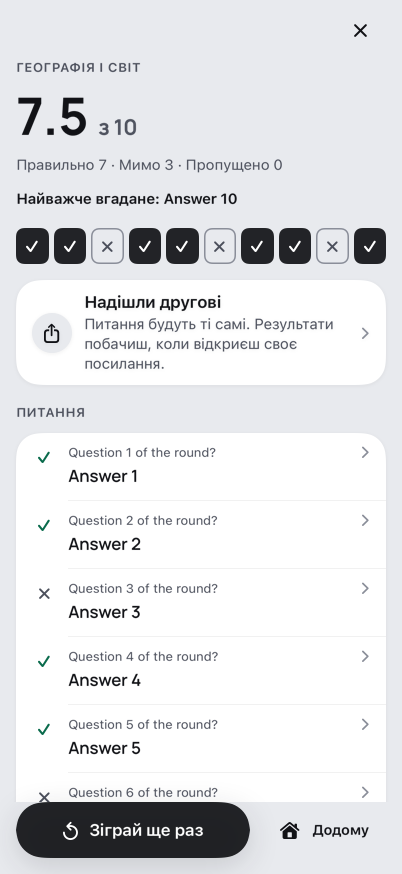 ГЕОГРАФІЯ І СВІТ
7.5 з 10
Правильно 7 · Мимо 3 · Пропущено 0
Найважче вгадане: Answer 10
Надішли другові
Питання будуть ті самі. Результати
побачиш, коли відкриєш своє
посилання.
ПИТАННЯ
Question 1 of the round?
Answer 1
Question 2 of the round?
Answer 2
Question 3 of the round?
Answer 3
Question 4 of the round?
Answer 4
Question 5 of the round?
Answer 5
Question 6 of the round?
Зіграй ще раз
Додому